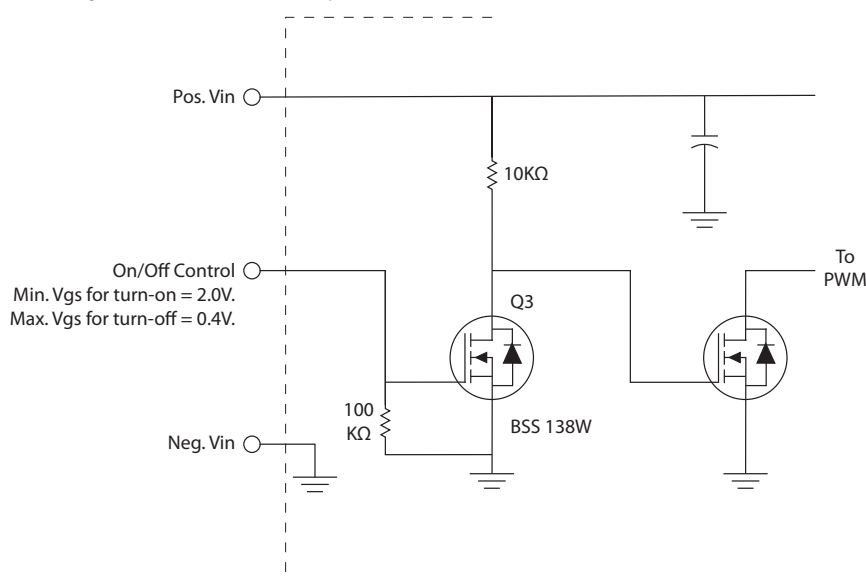 Pos. Vin
10KΩ
On/Off Control
Min. Vgs for turn-on = 2.0V.
Max. Vgs for turn-off = 0.4V.
To
PWM
Q3
100
KΩ
BSS 138W
Neg. Vin